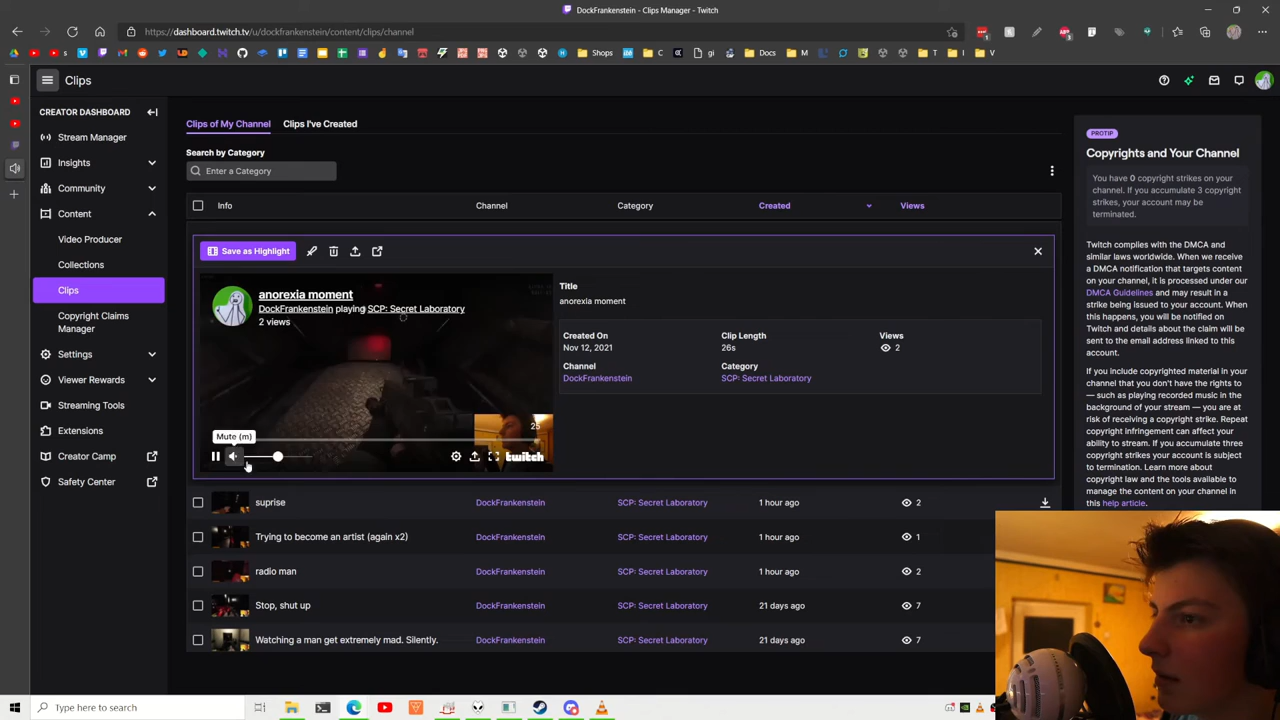 DockFrankenstein - Clips Manager - Twitch
https://dashboard.twitch.tv/u/dockfrankenstein/content/clips/channel
s
Shops
C
gi
Docs
M
T
I
V
Clips
CREATOR DASHBOARD
Stream Manager
Insights
Community
Content
Video Producer
Collections
Clips
Copyright Claims
Manager
Settings
Viewer Rewards
Streaming Tools
Extensions
Creator Camp
Safety Center
Clips of My Channel
Clips I've Created
Search by Category
Enter a Category
Info
Channel
Category
Created
Views
Save as Highlight
anorexia moment
DockFrankenstein playing SCP: Secret Laboratory
2 views
25
Mute (m)
twitch
Title
anorexia moment
Created On
Clip Length
Views
Nov 12, 2021
26s
2
Channel
Category
DockFrankenstein
SCP: Secret Laboratory
suprise DockFrankenstein SCP: Secret Laboratory 1 hour ago 2
Trying to become an artist (again x2) DockFrankenstein SCP: Secret Laboratory 1 hour ago 1
radio man DockFrankenstein SCP: Secret Laboratory 1 hour ago 2
Stop, shut up DockFrankenstein SCP: Secret Laboratory 21 days ago 7
Watching a man get extremely mad. Silently. DockFrankenstein SCP: Secret Laboratory 21 days ago 7
PROTIP
Copyrights and Your Channel
You have 0 copyright strikes on your
channel. If you accumulate 3 copyright
strikes, your account may be
terminated.
Twitch complies with the DMCA and
similar laws worldwide. When we receive
a DMCA notification that targets content
on your channel, it is processed under our
DMCA Guidelines and may result in a
strike being issued to your account. When
this happens, you will be notified on
Twitch and details about the claim will
be sent to the email address linked to this
account.
If you include copyrighted material in your
channel that you don't have the rights to
— such as playing recorded music in the
background of your stream — you are at
risk of receiving a copyright strike. Repeat
copyright infringement can affect your
ability to stream. If you accumulate three
copyright strikes, your account is subject
to termination. Learn more about
copyright law and the tools available to
manage the content on your channel in
this help article.
Type here to search